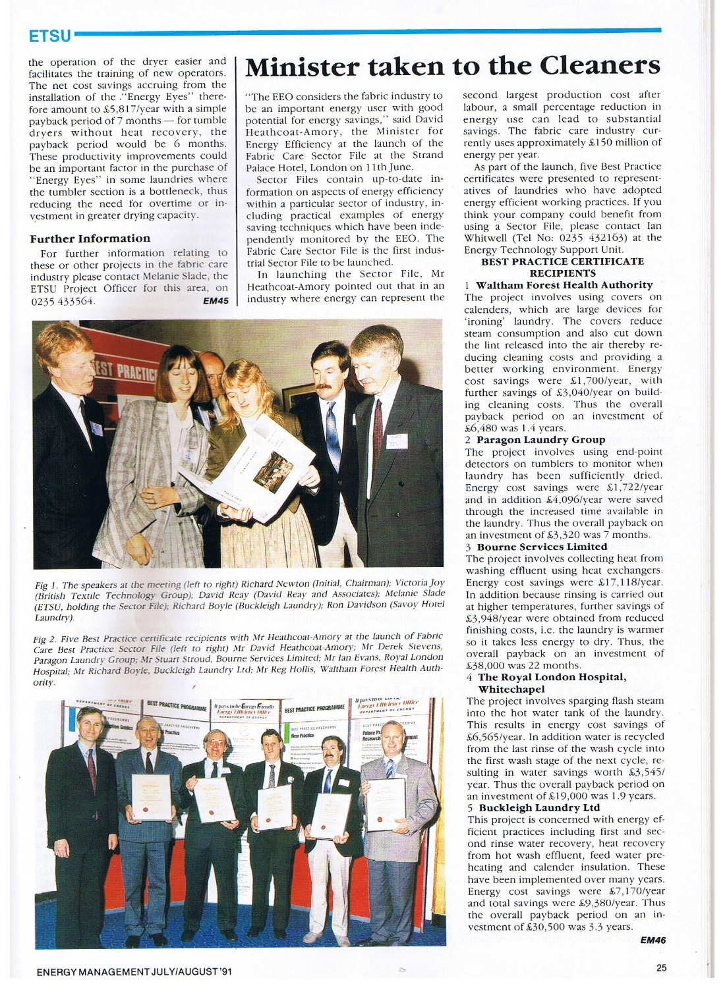 ETSU
the operation of the dryer easier and
facilitates the training of new operators.
The net cost savings accruing from the
installation of the ."Energy Eyes" there-
fore amount to £5,817/year with a simple
payback period of 7 months — for tumble
dryers without heat recovery, the
payback period would be 6 months.
These productivity improvements could
be an important factor in the purchase of
"Energy Eyes" in some laundries where
the tumbler section is a bottleneck, thus
reducing the need for overtime or in-
vestment in greater drying capacity.
Further Information
For further information relating to
these or other projects in the fabric care
industry please contact Melanie Slade, the
ETSU Project Officer for this area, on
0235 433564. EM45
Minister taken to the Cleaners
"The EEO considers the fabric industry to
be an important energy user with good
potential for energy savings," said David
Heathcoat-Amory, the Minister for
Energy Efficiency at the launch of the
Fabric Care Sector File at the Strand
Palace Hotel, London on 11th June.
Sector Files contain up-to-date in-
formation on aspects of energy efficiency
within a particular sector of industry, in-
cluding practical examples of energy
saving techniques which have been inde-
pendently monitored by the EEO. The
Fabric Care Sector File is the first indus-
trial Sector File to be launched.
In launching the Sector File, Mr
Heathcoat-Amory pointed out that in an
industry where energy can represent the
second largest production cost after
labour, a small percentage reduction in
energy use can lead to substantial
savings. The fabric care industry cur-
rently uses approximately £150 million of
energy per year.
As part of the launch, five Best Practice
certificates were presented to represent-
atives of laundries who have adopted
energy efficient working practices. If you
think your company could benefit from
using a Sector File, please contact Ian
Whitwell (Tel No: 0235 432163) at the
Energy Technology Support Unit.
BEST PRACTICE CERTIFICATE
RECIPIENTS
1 Waltham Forest Health Authority
The project involves using covers on
calenders, which are large devices for
'ironing' laundry. The covers reduce
steam consumption and also cut down
the lint released into the air thereby re-
ducing cleaning costs and providing a
better working environment. Energy
cost savings were £1,700/year, with
further savings of £3,040/year on build-
ing cleaning costs. Thus the overall
payback period on an investment of
£6,480 was 1.4 years.
2 Paragon Laundry Group
The project involves using end-point
detectors on tumblers to monitor when
laundry has been sufficiently dried.
Energy cost savings were £1,722/year
and in addition £4,096/year were saved
through the increased time available in
the laundry. Thus the overall payback on
an investment of £3,320 was 7 months.
3 Bourne Services Limited
The project involves collecting heat from
washing effluent using heat exchangers.
Energy cost savings were £17,118/year.
In addition because rinsing is carried out
at higher temperatures, further savings of
£3,948/year were obtained from reduced
finishing costs, i.e. the laundry is warmer
so it takes less energy to dry. Thus, the
overall payback on an investment of
£38,000 was 22 months.
4 The Royal London Hospital,
Whitechapel
The project involves sparging flash steam
into the hot water tank of the laundry.
This results in energy cost savings of
£6,565/year. In addition water is recycled
from the last rinse of the wash cycle into
the first wash stage of the next cycle, re-
sulting in water savings worth £3,545/
year. Thus the overall payback period on
an investment of £19,000 was 1.9 years.
5 Buckleigh Laundry Ltd
This project is concerned with energy ef-
ficient practices including first and sec-
ond rinse water recovery, heat recovery
from hot wash effluent, feed water pre-
heating and calender insulation. These
have been implemented over many years.
Energy cost savings were £7,170/year
and total savings were £9,380/year. Thus
the overall payback period on an in-
vestment of £30,500 was 3.3 years.
EM46
EST PRACTIC
Fig 1. The speakers at the meeting (left to right) Richard Newton (Initial, Chairman); Victoria Joy
(British Textile Technology Group); David Reay (David Reay and Associates); Melanie Slade
(ETSU, holding the Sector File); Richard Boyle (Buckleigh Laundry); Ron Davidson (Savoy Hotel
Laundry).
Fig 2. Five Best Practice certificate recipients with Mr Heathcoat-Amory at the launch of Fabric
Care Best Practice Sector File (left to right) Mr David Heathcoat-Amory; Mr Derek Stevens,
Paragon Laundry Group; Mr Stuart Stroud, Bourne Services Limited; Mr Ian Evans, Royal London
Hospital; Mr Richard Boyle, Buckleigh Laundry Ltd; Mr Reg Hollis, Waltham Forest Health Auth-
ority.
DEPARTMENT OF ENERGY
BEST PRACTICE PROGRAMME
It pays to be Energy Friendly
Energy Efficiency Office
DEPARTMENT OF ENERGY
BEST PRACTICE PROGRAMME
Energy Efficiency Office
DEPARTMENT OF ENERGY
BEST PRACTICE PROGRAMME
New Practice
ENERGY MANAGEMENT JULY/AUGUST '91
25